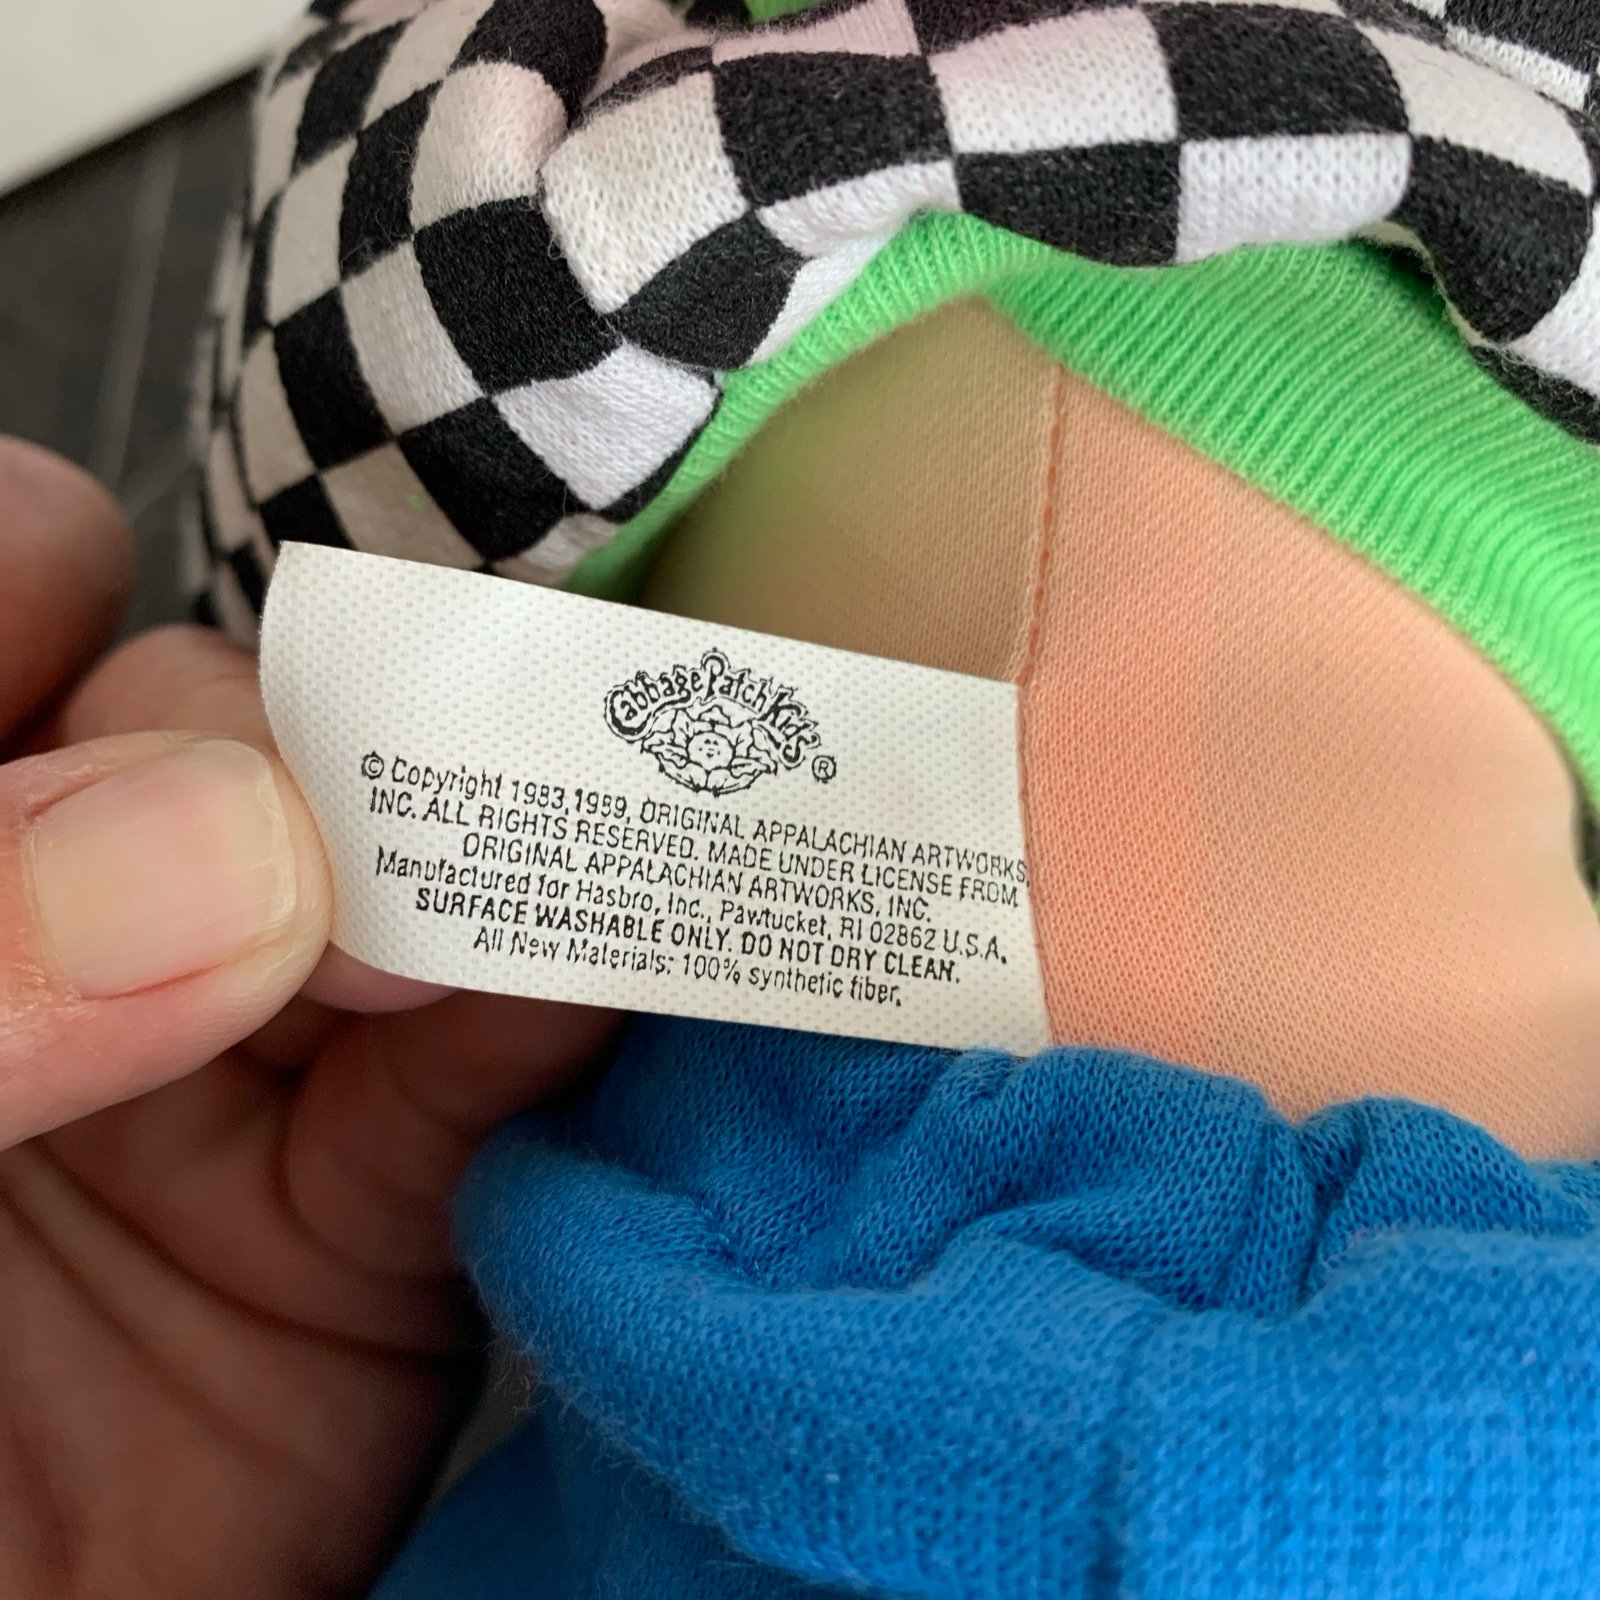 Cabbage Patch Kids ®
© Copyright 1983,1989, ORIGINAL APPALACHIAN ARTWORKS,
INC. ALL RIGHTS RESERVED. MADE UNDER LICENSE FROM
ORIGINAL APPALACHIAN ARTWORKS, INC.
Manufactured for Hasbro, Inc., Pawtucket, RI 02862 U.S.A.
SURFACE WASHABLE ONLY. DO NOT DRY CLEAN.
All New Materials: 100% synthetic fiber.